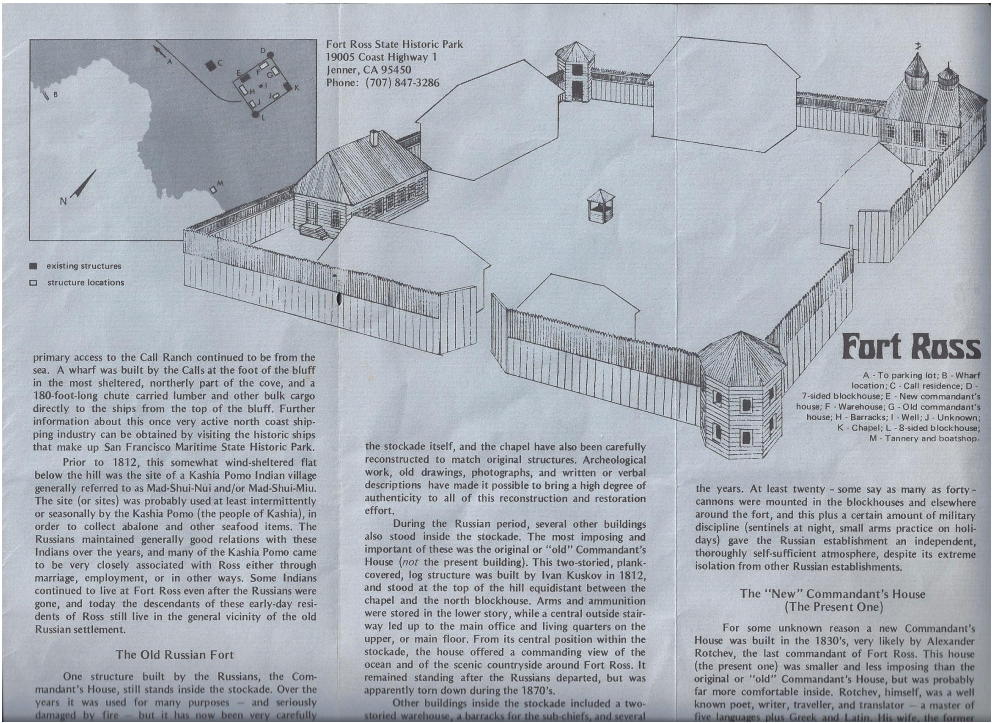 Fort Ross State Historic Park
19005 Coast Highway 1
Jenner, CA 95450
Phone: (707) 847-3286
A
B
C
D
E
F
G
H
I
J
K
L
M
N
existing structures
structure locations
Fort Ross
A - To parking lot; B - Wharf
location; C - Call residence; D -
7-sided blockhouse; E - New commandant's
house; F - Warehouse; G - Old commandant's
house; H - Barracks; I - Well; J - Unknown;
K - Chapel; L - 8-sided blockhouse;
M - Tannery and boatshop.
primary access to the Call Ranch continued to be from the
sea. A wharf was built by the Calls at the foot of the bluff
in the most sheltered, northerly part of the cove, and a
180-foot-long chute carried lumber and other bulk cargo
directly to the ships from the top of the bluff. Further
information about this once very active north coast ship-
ping industry can be obtained by visiting the historic ships
that make up San Francisco Maritime State Historic Park.
Prior to 1812, this somewhat wind-sheltered flat
below the hill was the site of a Kashia Pomo Indian village
generally referred to as Mad-Shui-Nui and/or Mad-Shui-Miu.
The site (or sites) was probably used at least intermittently
or seasonally by the Kashia Pomo (the people of Kashia), in
order to collect abalone and other seafood items. The
Russians maintained generally good relations with these
Indians over the years, and many of the Kashia Pomo came
to be very closely associated with Ross either through
marriage, employment, or in other ways. Some Indians
continued to live at Fort Ross even after the Russians were
gone, and today the descendants of these early-day resi-
dents of Ross still live in the general vicinity of the old
Russian settlement.
The Old Russian Fort
One structure built by the Russians, the Com-
mandant's House, still stands inside the stockade. Over the
years it was used for many purposes — and seriously
damaged by fire — but it has now been very carefully
the stockade itself, and the chapel have also been carefully
reconstructed to match original structures. Archeological
work, old drawings, photographs, and written or verbal
descriptions have made it possible to bring a high degree of
authenticity to all of this reconstruction and restoration
effort.
During the Russian period, several other buildings
also stood inside the stockade. The most imposing and
important of these was the original or "old" Commandant's
House (not the present building). This two-storied, plank-
covered, log structure was built by Ivan Kuskov in 1812,
and stood at the top of the hill equidistant between the
chapel and the north blockhouse. Arms and ammunition
were stored in the lower story, while a central outside stair-
way led up to the main office and living quarters on the
upper, or main floor. From its central position within the
stockade, the house offered a commanding view of the
ocean and of the scenic countryside around Fort Ross. It
remained standing after the Russians departed, but was
apparently torn down during the 1870's.
Other buildings inside the stockade included a two-
storied warehouse, a barracks for the sub-chiefs, and several
the years. At least twenty - some say as many as forty -
cannons were mounted in the blockhouses and elsewhere
around the fort, and this plus a certain amount of military
discipline (sentinels at night, small arms practice on holi-
days) gave the Russian establishment an independent,
thoroughly self-sufficient atmosphere, despite its extreme
isolation from other Russian establishments.
The "New" Commandant's House
(The Present One)
For some unknown reason a new Commandant's
House was built in the 1830's, very likely by Alexander
Rotchev, the last commandant of Fort Ross. This house
(the present one) was smaller and less imposing than the
original or "old" Commandant's House, but was probably
far more comfortable inside. Rotchev, himself, was a well
known poet, writer, traveller, and translator — a master of
five languages plus Greek and Latin. His wife, the former